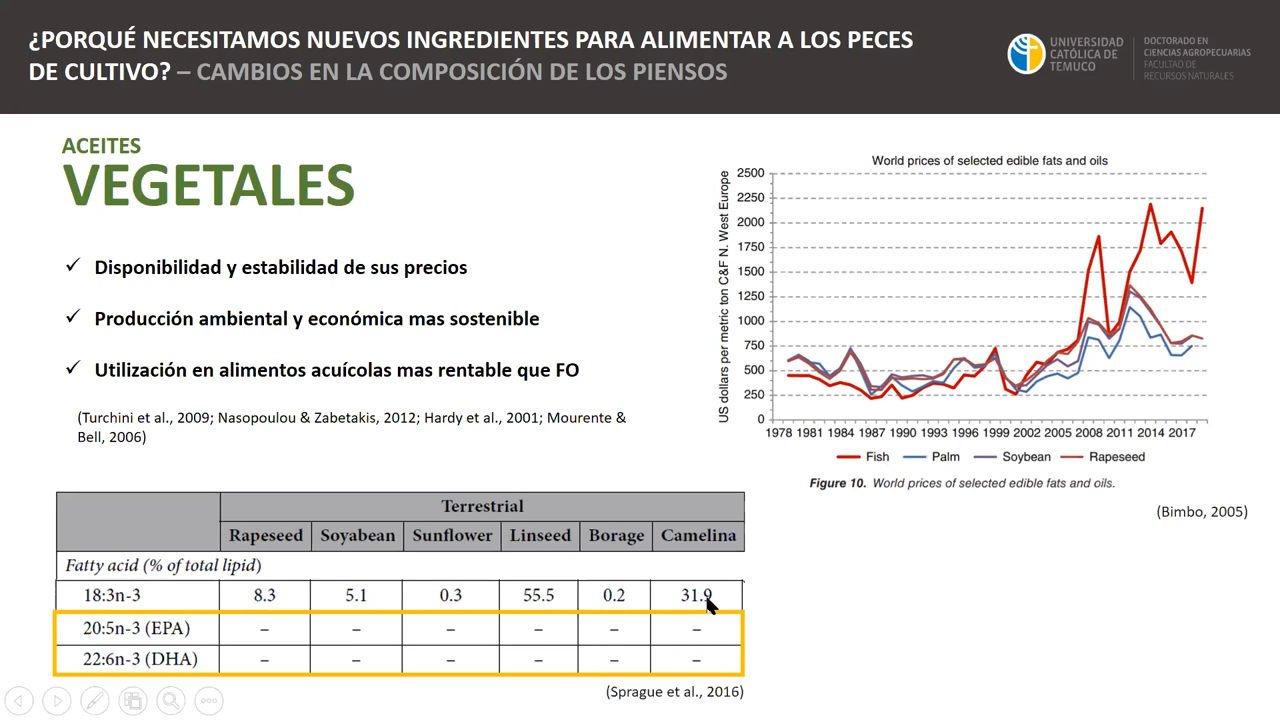 ¿PORQUÉ NECESITAMOS NUEVOS INGREDIENTES PARA ALIMENTAR A LOS PECES
DE CULTIVO? – CAMBIOS EN LA COMPOSICIÓN DE LOS PIENSOS
UNIVERSIDAD
CATÓLICA DE
TEMUCO
DOCTORADO EN
CIENCIAS AGROPECUARIAS
FACULTAD DE
RECURSOS NATURALES
ACEITES
VEGETALES
✓ Disponibilidad y estabilidad de sus precios
✓ Producción ambiental y económica mas sostenible
✓ Utilización en alimentos acuícolas mas rentable que FO
(Turchini et al., 2009; Nasopoulou & Zabetakis, 2012; Hardy et al., 2001; Mourente &
Bell, 2006)
World prices of selected edible fats and oils
US dollars per metric ton C&F N. West Europe
2500
2250
2000
1750
1500
1250
1000
750
500
250
0
1978 1981 1984 1987 1990 1993 1996 1999 2002 2005 2008 2011 2014 2017
Fish Palm Soybean Rapeseed
Figure 10. World prices of selected edible fats and oils.
(Bimbo, 2005)
Terrestrial
Rapeseed Soyabean Sunflower Linseed Borage Camelina
Fatty acid (% of total lipid)
18:3n-3 8.3 5.1 0.3 55.5 0.2 31.9
20:5n-3 (EPA) – – – – – –
22:6n-3 (DHA) – – – – – –
(Sprague et al., 2016)